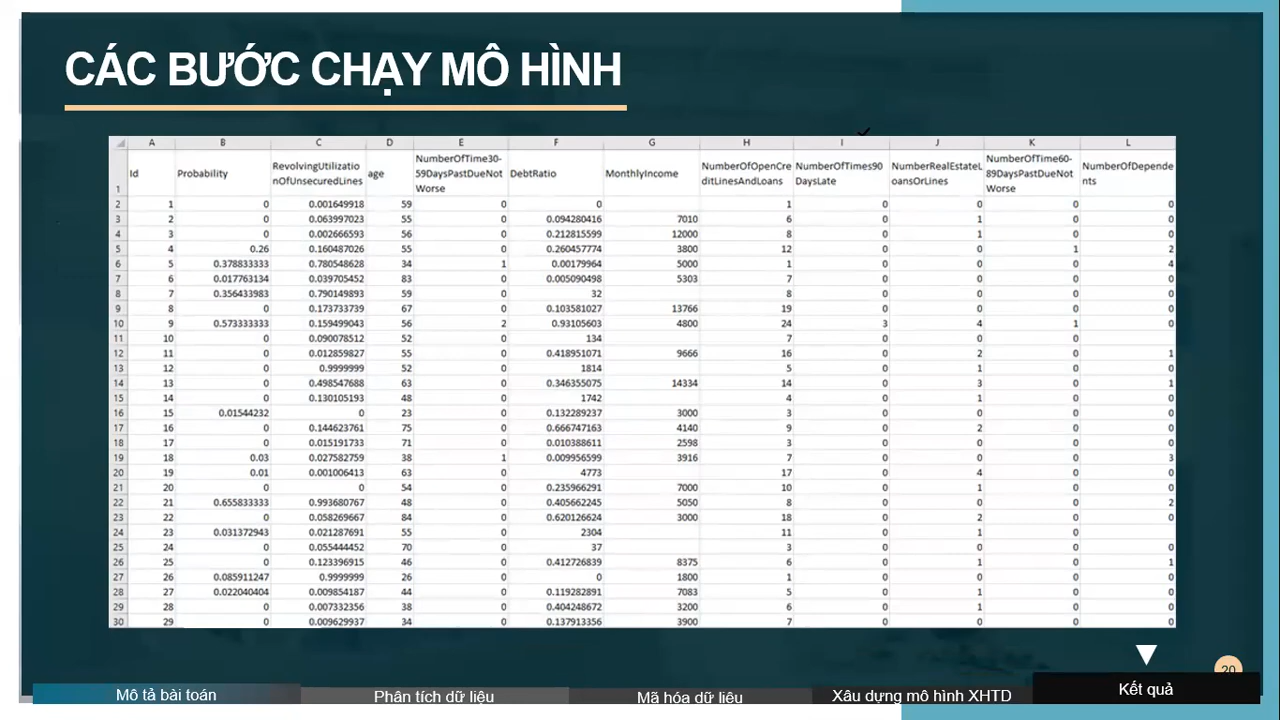 CÁC BƯỚC CHẠY MÔ HÌNH
A B C D E F G H I J K L
1 Id Probability RevolvingUtilizationOfUnsecuredLines age NumberOfTime30-59DaysPastDueNotWorse DebtRatio MonthlyIncome NumberOfOpenCreditLinesAndLoans NumberOfTimes90DaysLate NumberRealEstateLoansOrLines NumberOfTime60-89DaysPastDueNotWorse NumberOfDependents
2 1 0 0.001649918 59 0 0 1 0 0 0 0
3 2 0 0.063997023 55 0 0.094280416 7010 6 0 1 0 0
4 3 0 0.002666593 56 0 0.212815599 12000 8 0 1 0 0
5 4 0.26 0.160487026 55 0 0.260457774 3800 12 0 0 1 2
6 5 0.378833333 0.780548628 34 1 0.00179964 5000 1 0 0 0 4
7 6 0.017763134 0.039705452 83 0 0.005090498 5303 7 0 0 0 0
8 7 0.356433983 0.790149893 59 0 32 8 0 0 0 0
9 8 0 0.173733739 67 0 0.103581027 13766 19 0 0 0 0
10 9 0.573333333 0.159499043 56 2 0.93105603 4800 24 3 4 1 0
11 10 0 0.090078512 52 0 134 7 0 0 0 0
12 11 0 0.012859827 55 0 0.418951071 9666 16 0 2 0 1
13 12 0 0.9999999 52 0 1814 5 0 1 0 0
14 13 0 0.498547688 63 0 0.346355075 14334 14 0 3 0 1
15 14 0 0.130105193 48 0 1742 4 0 1 0 0
16 15 0.01544232 0 23 0 0.132289237 3000 3 0 0 0 0
17 16 0 0.144623761 75 0 0.666747163 4140 9 0 2 0 0
18 17 0 0.015191733 71 0 0.010388611 2598 3 0 0 0 0
19 18 0.03 0.027582759 38 1 0.009956599 3916 7 0 0 0 3
20 19 0.01 0.001006413 63 0 4773 17 0 4 0 0
21 20 0 0 54 0 0.235966291 7000 10 0 1 0 0
22 21 0.655833333 0.993680767 48 0 0.405662245 5050 8 0 0 0 2
23 22 0 0.058269667 84 0 0.620126624 3000 18 0 2 0 0
24 23 0.031372943 0.021287691 55 0 2304 11 0 1 0
25 24 0 0.055444452 70 0 37 3 0 0 0 0
26 25 0 0.123396915 46 0 0.412726839 8375 6 0 1 0 1
27 26 0.085911247 0.9999999 26 0 0 1800 1 0 0 0 0
28 27 0.022040404 0.009854187 44 0 0.119282891 7083 5 0 1 0 0
29 28 0 0.007332356 38 0 0.404248672 3200 6 0 1 0 0
30 29 0 0.009629937 34 0 0.137913356 3900 7 0 0 0 0
20
Mô tả bài toán
Phân tích dữ liệu
Mã hóa dữ liệu
Xây dựng mô hình XHTD
Kết quả